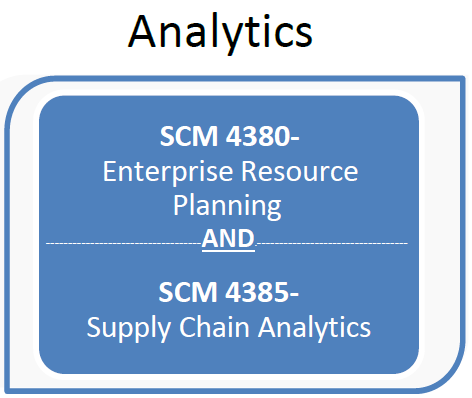 Analytics
SCM 4380-
Enterprise Resource
Planning
AND
SCM 4385-
Supply Chain Analytics